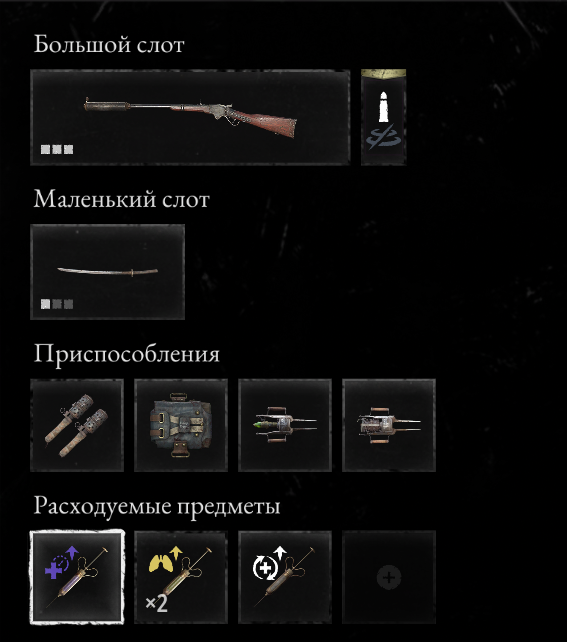 Большой слот
Маленький слот
Приспособления
Расходуемые предметы
×2